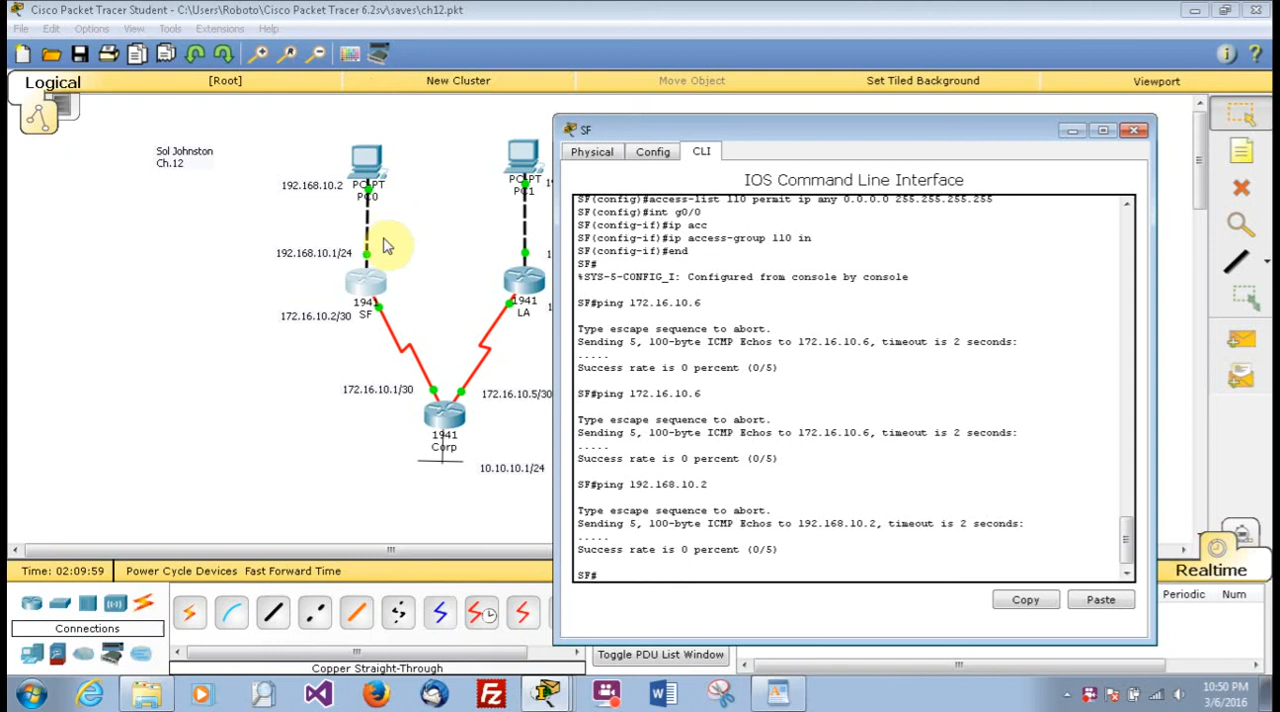 Cisco Packet Tracer Student - C:\Users\Roboto\Cisco Packet Tracer 6.2sv\saves\ch12.pkt
File Edit Options View Tools Extensions Help
Logical [Root] New Cluster Move Object Set Tiled Background Viewport
Sol Johnston
Ch.12
192.168.10.2
PC-PT
PC0
PC-PT
PC1
192.168.10.1/24
1941
SF
1941
LA
172.16.10.2/30
172.16.10.1/30
172.16.10.5/30
1941
Corp
10.10.10.1/24
SF
Physical Config CLI
IOS Command Line Interface
SF(config)#access-list 110 permit ip any 0.0.0.0 255.255.255.255
SF(config)#int g0/0
SF(config-if)#ip acc
SF(config-if)#ip access-group 110 in
SF(config-if)#end
SF#
%SYS-5-CONFIG_I: Configured from console by console
SF#ping 172.16.10.6
Type escape sequence to abort.
Sending 5, 100-byte ICMP Echos to 172.16.10.6, timeout is 2 seconds:
.....
Success rate is 0 percent (0/5)
SF#ping 172.16.10.6
Type escape sequence to abort.
Sending 5, 100-byte ICMP Echos to 172.16.10.6, timeout is 2 seconds:
.....
Success rate is 0 percent (0/5)
SF#ping 192.168.10.2
Type escape sequence to abort.
Sending 5, 100-byte ICMP Echos to 192.168.10.2, timeout is 2 seconds:
.....
Success rate is 0 percent (0/5)
SF#
Copy Paste
Time: 02:09:59 Power Cycle Devices Fast Forward Time Realtime
Periodic Num
Connections
Copper Straight-Through
Toggle PDU List Window
10:50 PM
3/6/2016